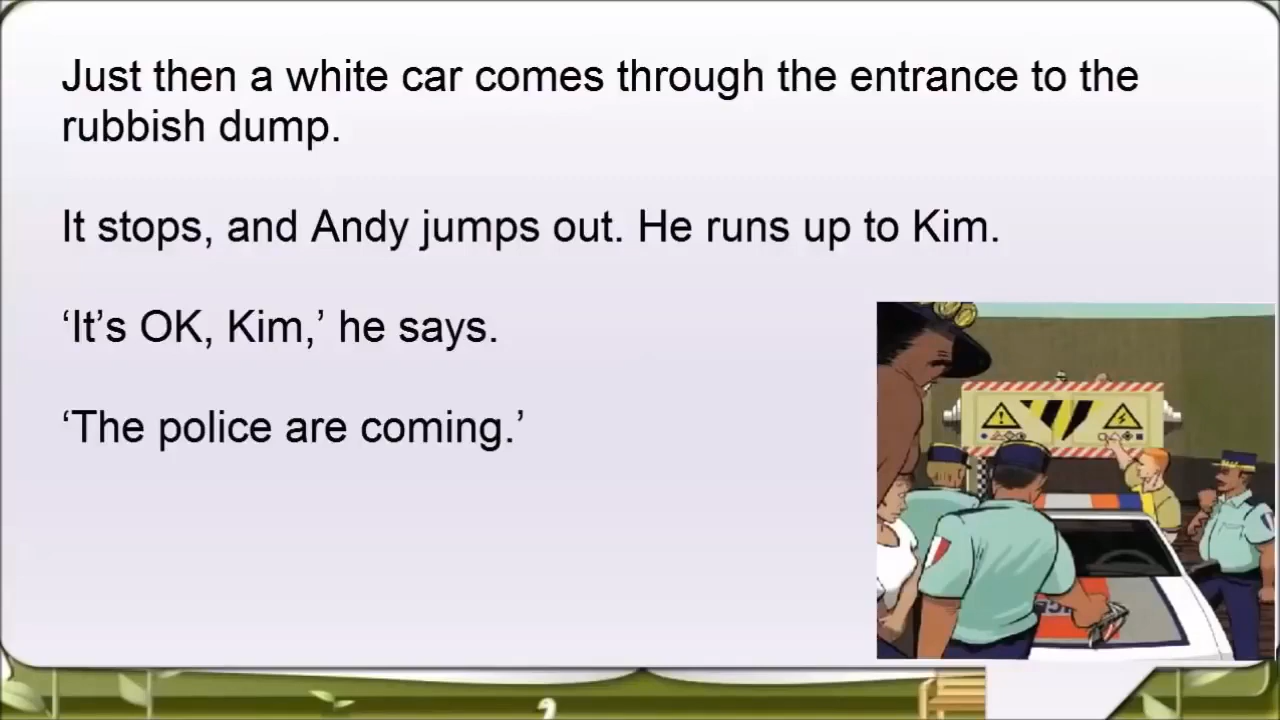 Just then a white car comes through the entrance to the
rubbish dump.
It stops, and Andy jumps out. He runs up to Kim.
‘It’s OK, Kim,’ he says.
‘The police are coming.’